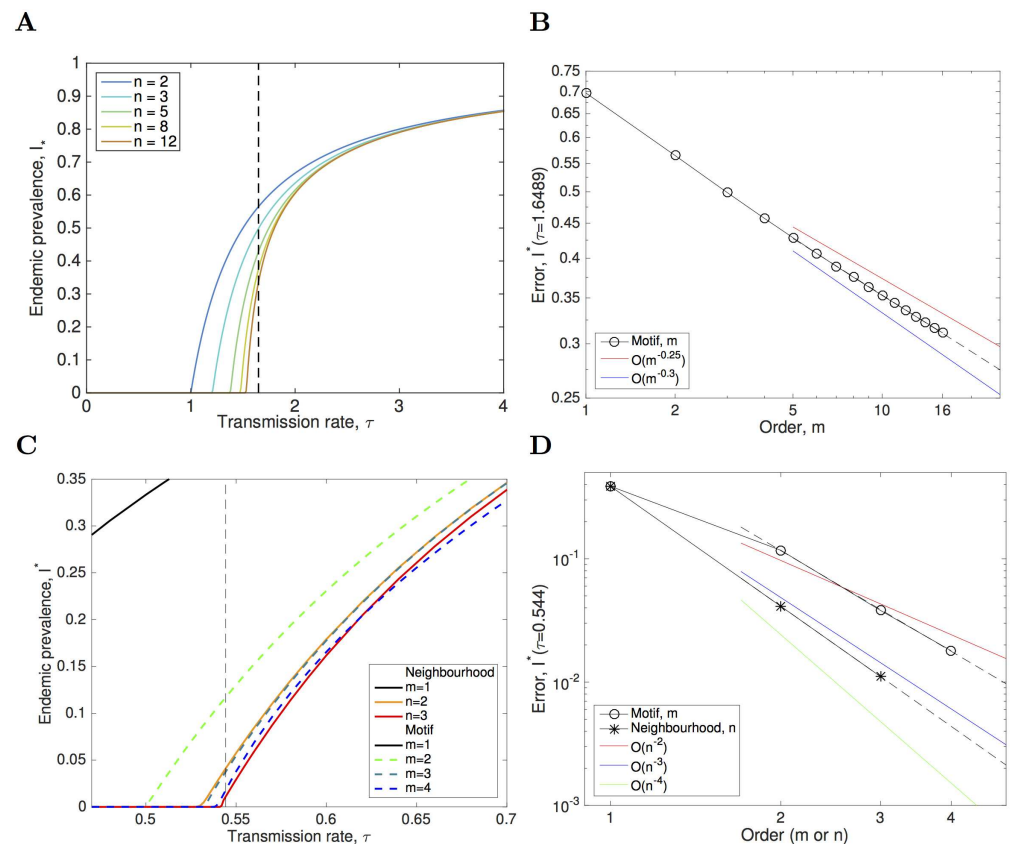 A
Endemic prevalence, I*
1
0.9
0.8
0.7
0.6
0.5
0.4
0.3
0.2
0.1
0
n = 2
n = 3
n = 5
n = 8
n = 12
0 1 2 3 4
Transmission rate, τ
B
Error, I* (τ=1.6489)
0.75
0.7
0.65
0.6
0.55
0.5
0.45
0.4
0.35
0.3
0.25
Motif, m
O(m^-0.25)
O(m^-0.3)
1 2 5 10 16
Order, m
C
Endemic prevalence, I*
0.35
0.3
0.25
0.2
0.15
0.1
0.05
0
Neighbourhood
m=1
n=2
n=3
Motif
m=1
m=2
m=3
m=4
0.5 0.55 0.6 0.65 0.7
Transmission rate, τ
D
Error, I* (τ=0.544)
10^-1
10^-2
10^-3
Motif, m
Neighbourhood, n
O(n^-2)
O(n^-3)
O(n^-4)
1 2 3 4
Order (m or n)